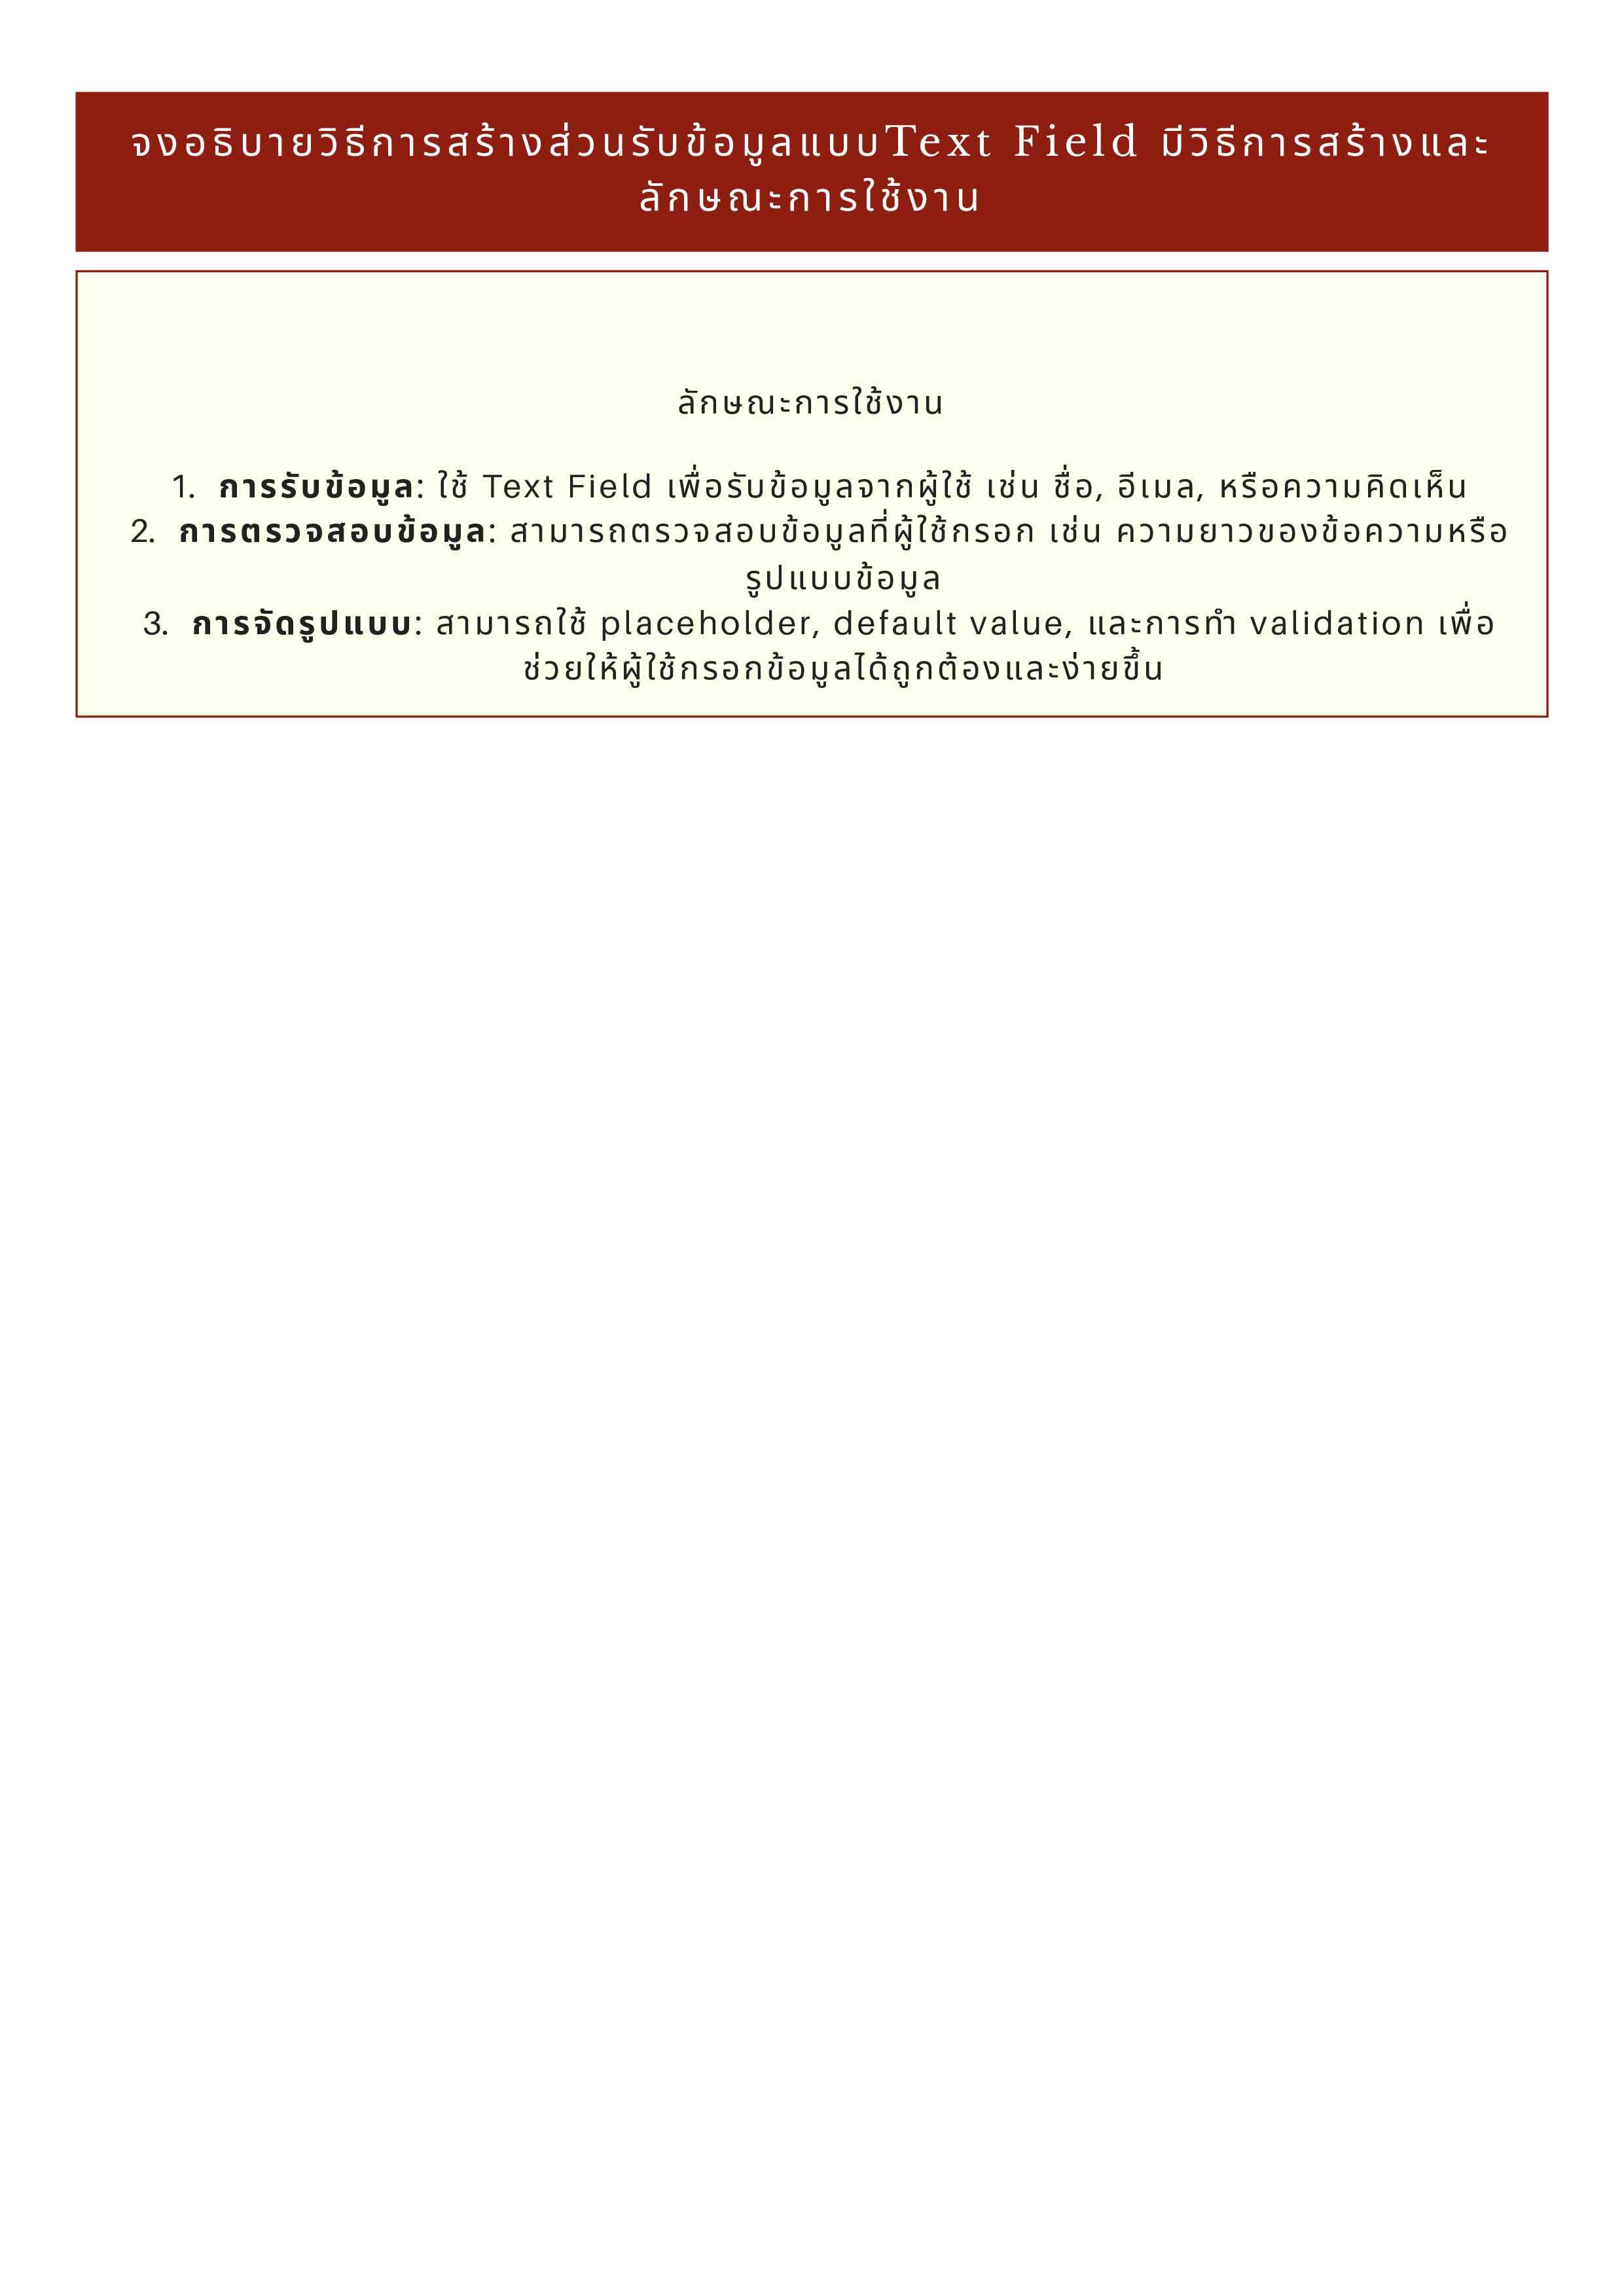 จงอธิบายวิธีการสร้างส่วนรับข้อมูลแบบText Field มีวิธีการสร้างและ
ลักษณะการใช้งาน
ลักษณะการใช้งาน
1. การรับข้อมูล: ใช้ Text Field เพื่อรับข้อมูลจากผู้ใช้ เช่น ชื่อ, อีเมล, หรือความคิดเห็น
2. การตรวจสอบข้อมูล: สามารถตรวจสอบข้อมูลที่ผู้ใช้กรอก เช่น ความยาวของข้อความหรือ
รูปแบบข้อมูล
3. การจัดรูปแบบ: สามารถใช้ placeholder, default value, และการทำ validation เพื่อ
ช่วยให้ผู้ใช้กรอกข้อมูลได้ถูกต้องและง่ายขึ้น